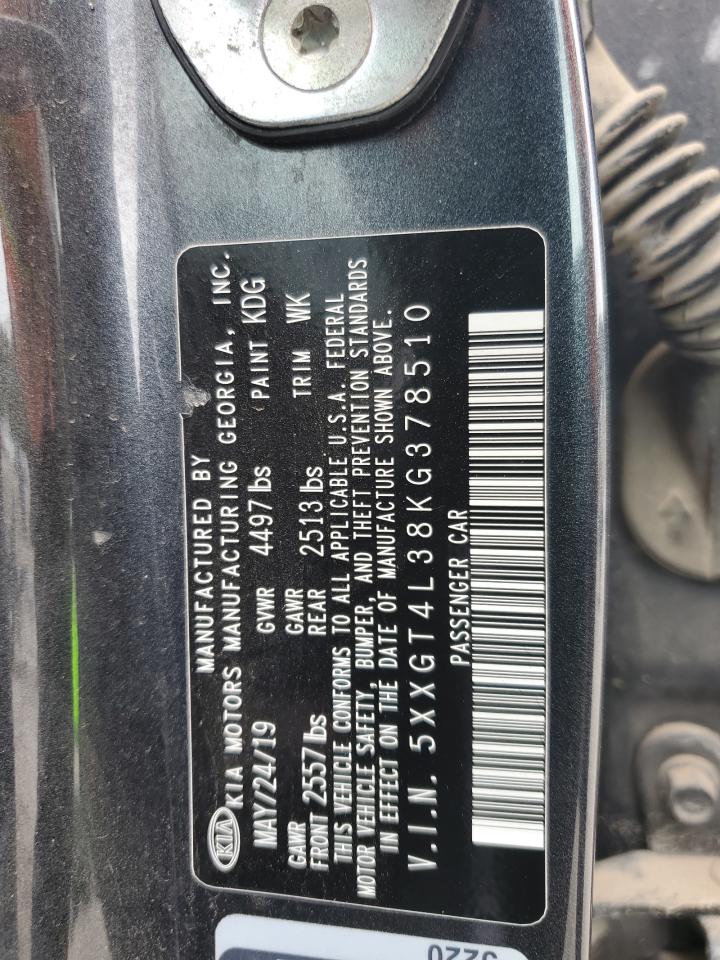 KIA
MANUFACTURED BY
KIA MOTORS MANUFACTURING GEORGIA, INC.
MAY/24/19 GVWR 4497 lbs PAINT KDG
GAWR GAWR
FRONT 2557 lbs REAR 2513 lbs TRIM WK
THIS VEHICLE CONFORMS TO ALL APPLICABLE U.S.A. FEDERAL
MOTOR VEHICLE SAFETY, BUMPER, AND THEFT PREVENTION STANDARDS
IN EFFECT ON THE DATE OF MANUFACTURE SHOWN ABOVE.
V.I.N. 5XXGT4L38KG378510
PASSENGER CAR